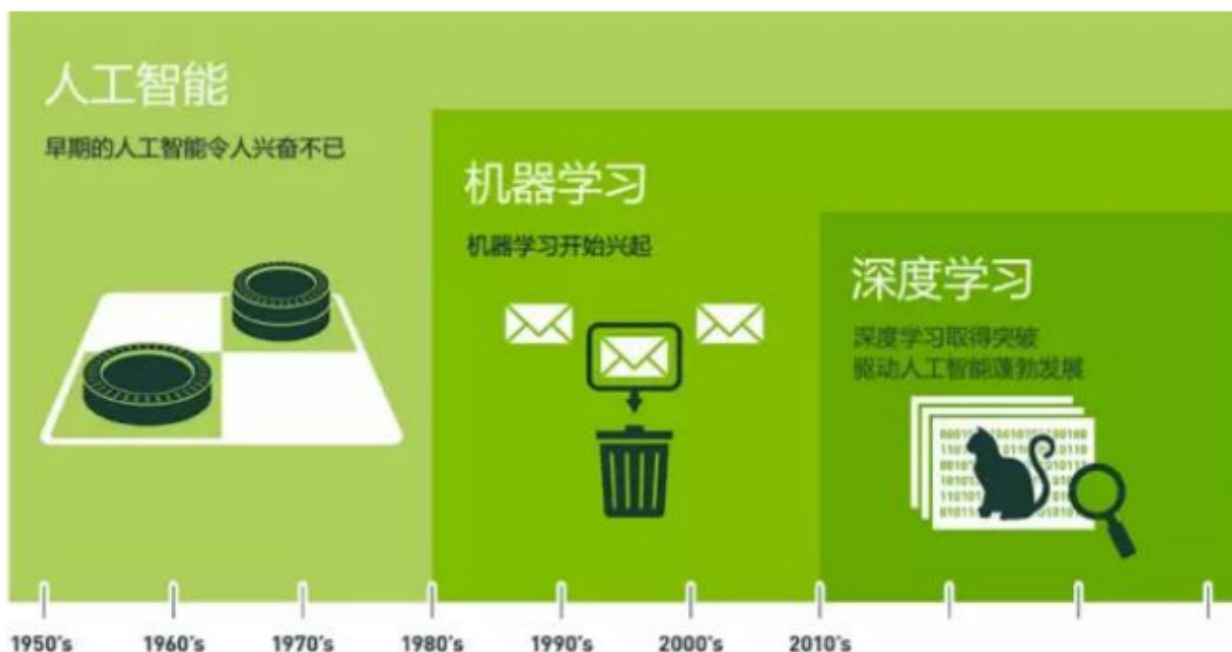 人工智能
早期的人工智能令人兴奋不已
机器学习
机器学习开始兴起
深度学习
深度学习取得突破
驱动人工智能蓬勃发展
1950's 1960's 1970's 1980's 1990's 2000's 2010's